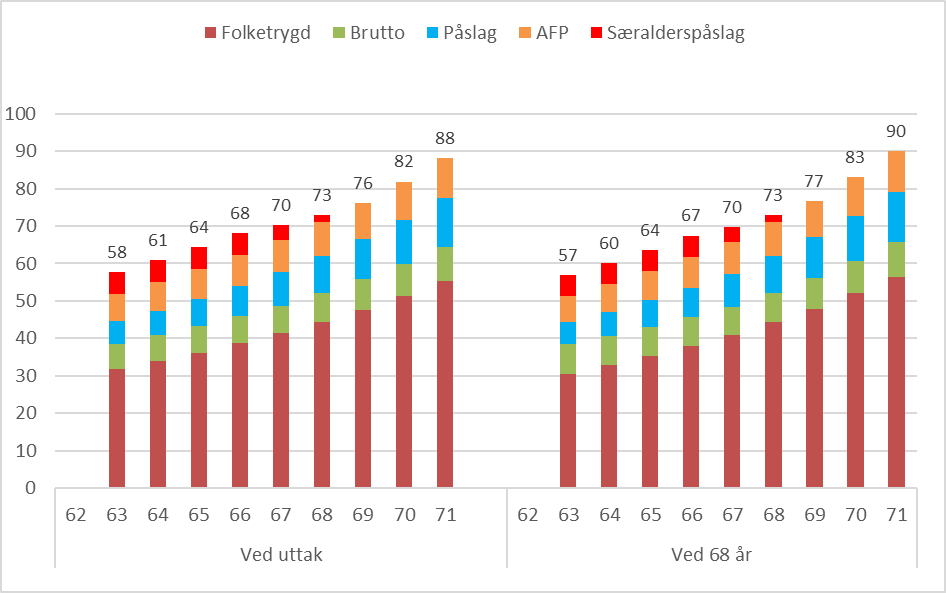 Folketrygd Brutto Påslag AFP Særalderspåslag
100
90
80
70
60
50
40
30
20
10
0
58 61 64 68 70 73 76 82 88
57 60 64 67 70 73 77 83 90
62 63 64 65 66 67 68 69 70 71 62 63 64 65 66 67 68 69 70 71
Ved uttak Ved 68 år